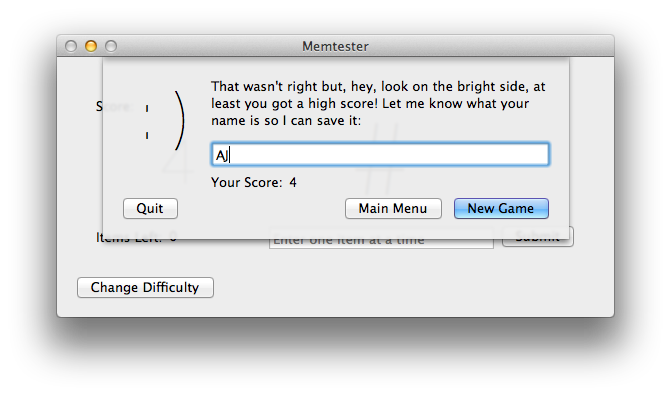 Memtester
That wasn't right but, hey, look on the bright side, at
least you got a high score! Let me know what your
name is so I can save it:
Score
: )
4
#
AJ
Your Score: 4
Quit
Main Menu
New Game
Items Left: 0
Enter one item at a time
Submit
Change Difficulty